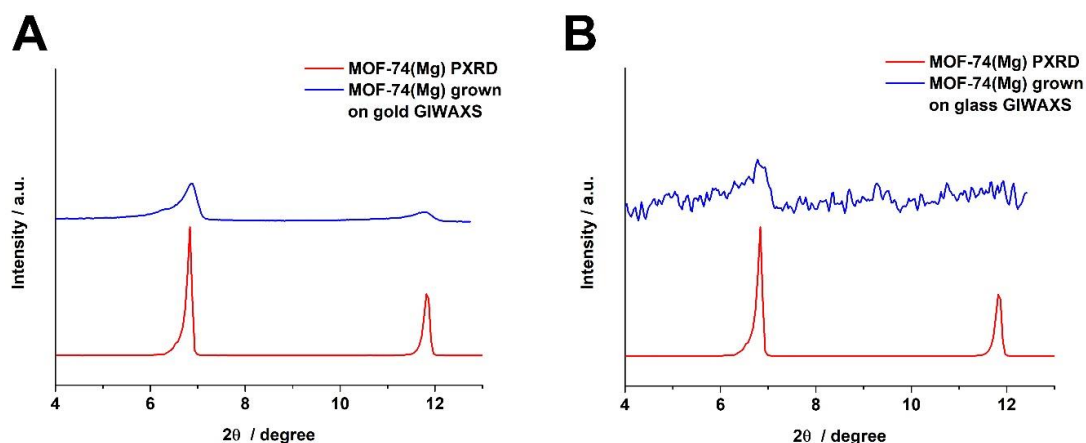 A
MOF-74(Mg) PXRD
MOF-74(Mg) grown
on gold GIWAXS
Intensity / a.u.
4 6 8 10 12
2θ / degree
B
MOF-74(Mg) PXRD
MOF-74(Mg) grown
on glass GIWAXS
Intensity / a.u.
4 6 8 10 12
2θ / degree